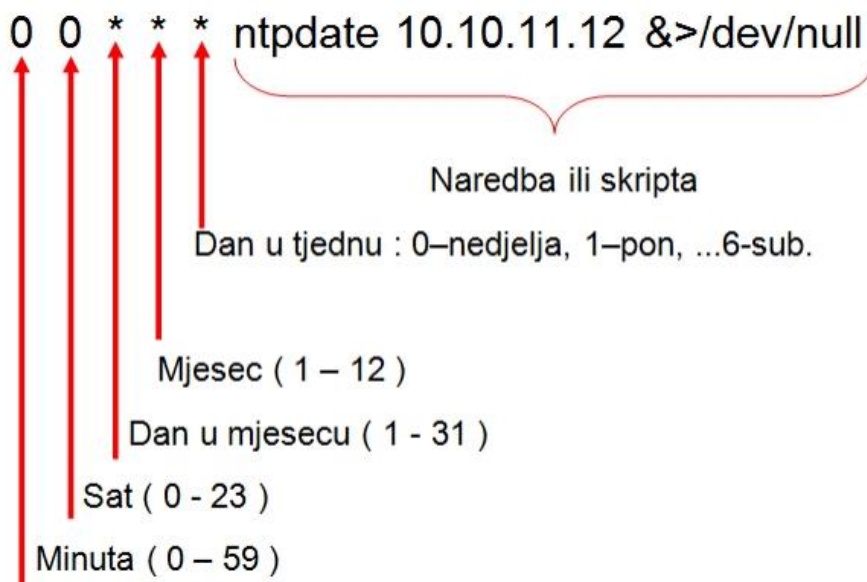 0 0 * * * ntpdate 10.10.11.12 &>/dev/null
Naredba ili skripta
Dan u tjednu : 0–nedjelja, 1–pon, ...6-sub.
Mjesec ( 1 – 12 )
Dan u mjesecu ( 1 - 31 )
Sat ( 0 - 23 )
Minuta ( 0 – 59 )